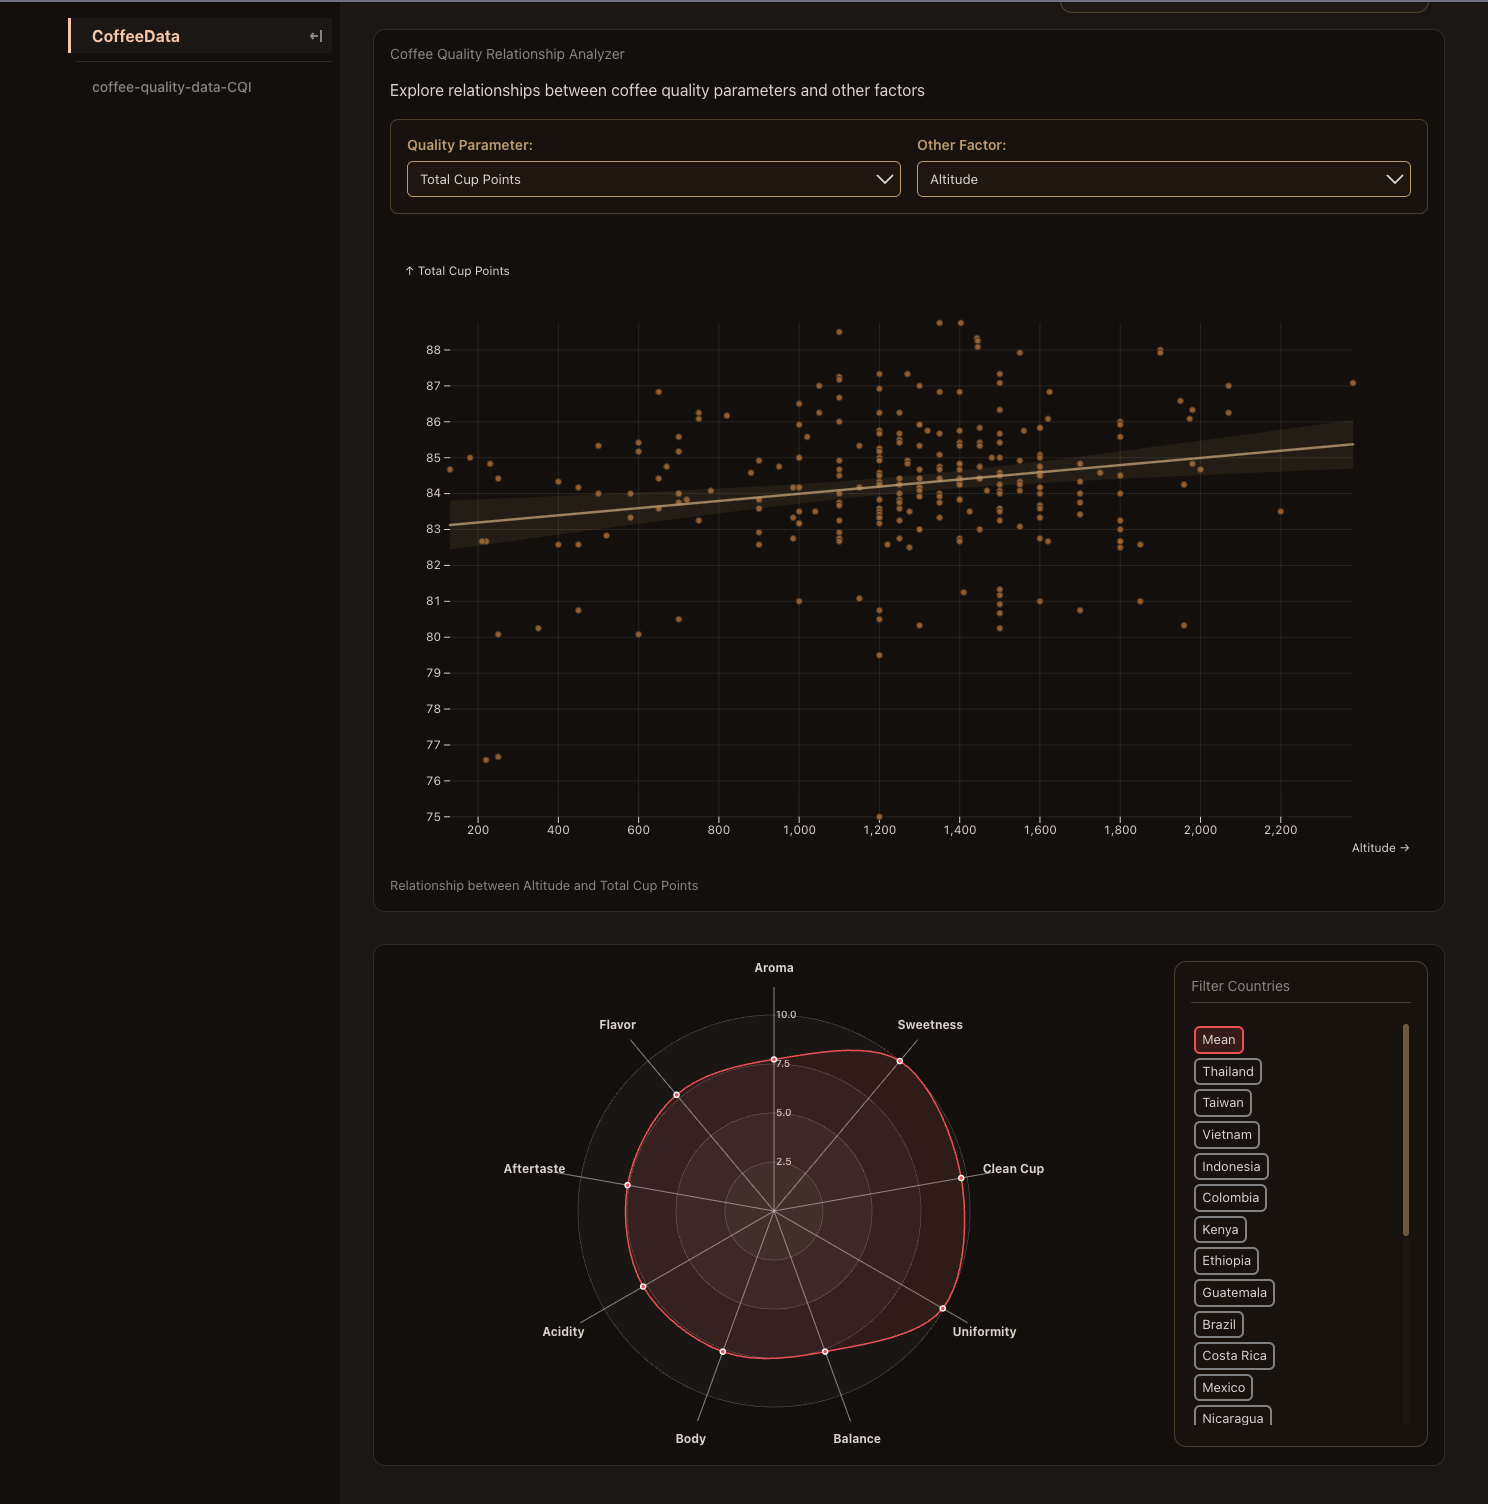 CoffeeData
coffee-quality-data-CQI
Coffee Quality Relationship Analyzer
Explore relationships between coffee quality parameters and other factors
Quality Parameter:
Total Cup Points
Other Factor:
Altitude
↑ Total Cup Points
88
87
86
85
84
83
82
81
80
79
78
77
76
75
200 400 600 800 1,000 1,200 1,400 1,600 1,800 2,000 2,200
Altitude →
Relationship between Altitude and Total Cup Points
Aroma
Sweetness
Clean Cup
Uniformity
Balance
Body
Acidity
Aftertaste
Flavor
10.0
7.5
5.0
2.5
Filter Countries
Mean
Thailand
Taiwan
Vietnam
Indonesia
Colombia
Kenya
Ethiopia
Guatemala
Brazil
Costa Rica
Mexico
Nicaragua